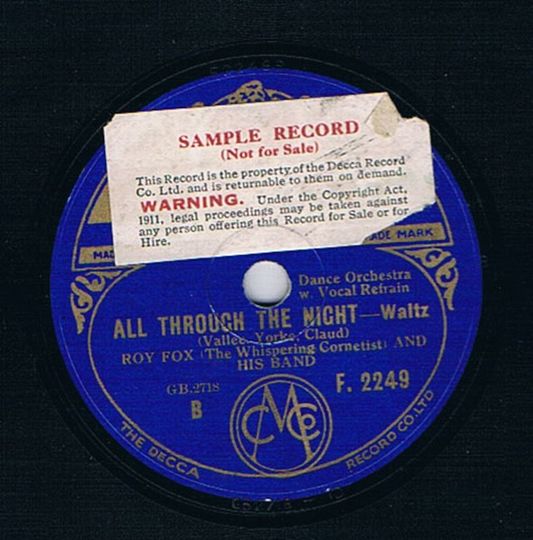 SAMPLE RECORD
(Not for Sale)
This Record is the property of the Decca Record
Co. Ltd. and is returnable to them on demand.
WARNING. Under the Copyright Act,
1911, legal proceedings may be taken against
any person offering this Record for Sale or for
Hire.
TRADE MARK
Dance Orchestra
w. Vocal Refrain
ALL THROUGH THE NIGHT—Waltz
(Vallee, Yorke, Claud)
ROY FOX (The Whispering Cornetist) AND
HIS BAND
GB.2718
F. 2249
B
MCCo
THE DECCA RECORD CO. LTD